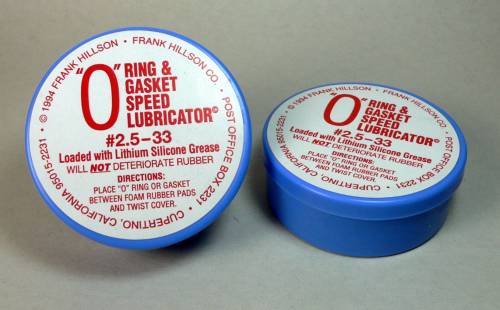 © 1994 FRANK HILLSON • FRANK HILLSON CO. • POST OFFICE BOX 2231 • CUPERTINO, CALIFORNIA 95015-2231 •
"O" RING &
GASKET
SPEED
LUBRICATOR©
#2.5–33
Loaded with Lithium Silicone Grease
WILL NOT DETERIORATE RUBBER
DIRECTIONS:
PLACE "O" RING OR GASKET
BETWEEN FOAM RUBBER PADS
AND TWIST COVER.
© 1994 FRANK HILLSON • FRANK HILLSON CO. • POST OFFICE BOX 2231 • CUPERTINO, CALIFORNIA 95015-2231 •
"O" RING &
GASKET
SPEED
LUBRICATOR©
#2.5–33
Loaded with Lithium Silicone Grease
WILL NOT DETERIORATE RUBBER
DIRECTIONS:
PLACE "O" RING OR GASKET
BETWEEN FOAM RUBBER PADS
AND TWIST COVER.